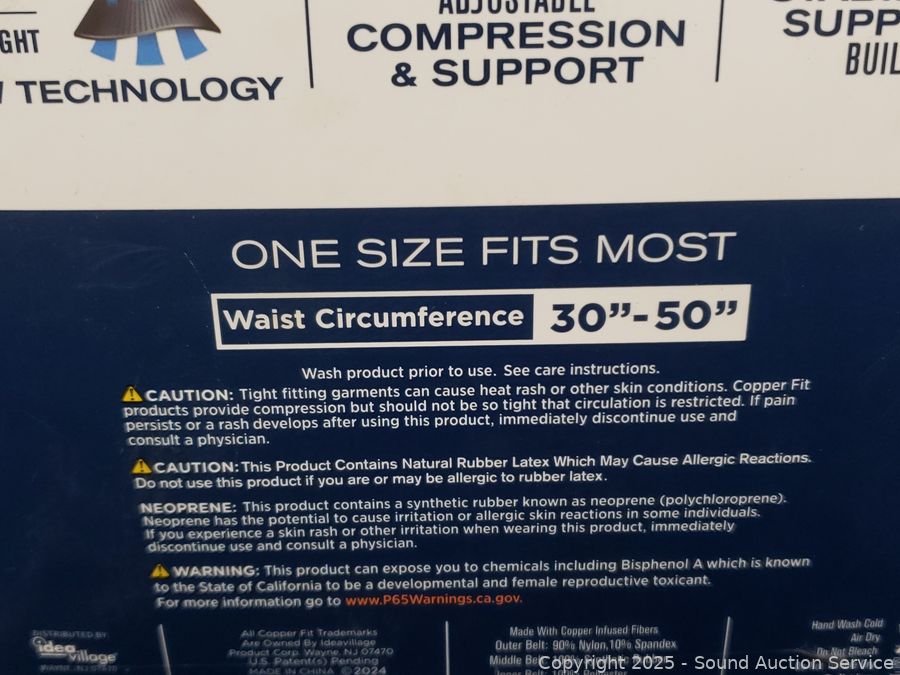 ADJUSTABLE
COMPRESSION
& SUPPORT
GHT
TECHNOLOGY
SUPP
BUIL
ONE SIZE FITS MOST
Waist Circumference 30”-50”
Wash product prior to use. See care instructions.
CAUTION: Tight fitting garments can cause heat rash or other skin conditions. Copper Fit
products provide compression but should not be so tight that circulation is restricted. If pain
persists or a rash develops after using this product, immediately discontinue use and
consult a physician.
CAUTION: This Product Contains Natural Rubber Latex Which May Cause Allergic Reactions.
Do not use this product if you are or may be allergic to rubber latex.
NEOPRENE: This product contains a synthetic rubber known as neoprene (polychloroprene).
Neoprene has the potential to cause irritation or allergic skin reactions in some individuals.
If you experience a skin rash or other irritation when wearing this product, immediately
discontinue use and consult a physician.
WARNING: This product can expose you to chemicals including Bisphenol A which is known
to the State of California to be a developmental and female reproductive toxicant.
For more information go to www.P65Warnings.ca.gov.
DISTRIBUTED BY:
idea
village
WAYNE, NJ 07470
All Copper Fit Trademarks
Are Owned By Ideavillage
Product Corp. Wayne, NJ 07470
U.S. Patent(s) Pending
MADE IN CHINA ©2024
Made With Copper Infused Fibers
Outer Belt: 90% Nylon, 10% Spandex
Middle Belt:
Hand Wash Cold
Air Dry
Do Not Bleach
Copyright 2025 - Sound Auction Service